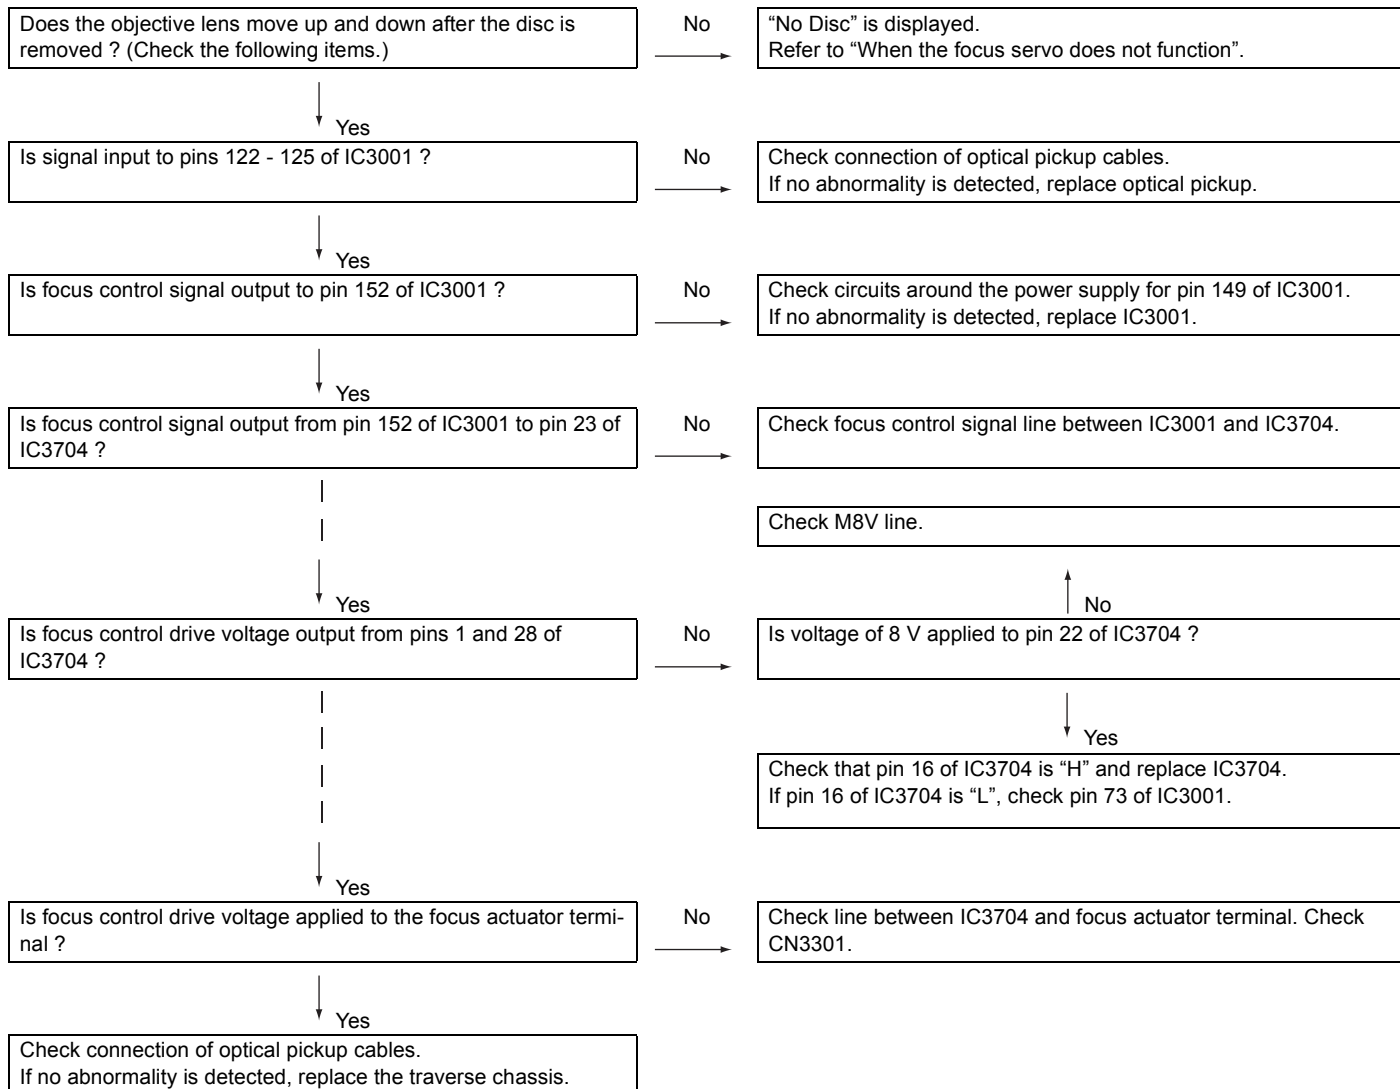 Does the objective lens move up and down after the disc is
removed ? (Check the following items.)
No
“No Disc” is displayed.
Refer to “When the focus servo does not function”.
Yes
Is signal input to pins 122 - 125 of IC3001 ?
No
Check connection of optical pickup cables.
If no abnormality is detected, replace optical pickup.
Yes
Is focus control signal output to pin 152 of IC3001 ?
No
Check circuits around the power supply for pin 149 of IC3001.
If no abnormality is detected, replace IC3001.
Yes
Is focus control signal output from pin 152 of IC3001 to pin 23 of
IC3704 ?
No
Check focus control signal line between IC3001 and IC3704.
Check M8V line.
Yes
No
Is focus control drive voltage output from pins 1 and 28 of
IC3704 ?
No
Is voltage of 8 V applied to pin 22 of IC3704 ?
Yes
Check that pin 16 of IC3704 is “H” and replace IC3704.
If pin 16 of IC3704 is “L”, check pin 73 of IC3001.
Yes
Is focus control drive voltage applied to the focus actuator termi-
nal ?
No
Check line between IC3704 and focus actuator terminal. Check
CN3301.
Yes
Check connection of optical pickup cables.
If no abnormality is detected, replace the traverse chassis.